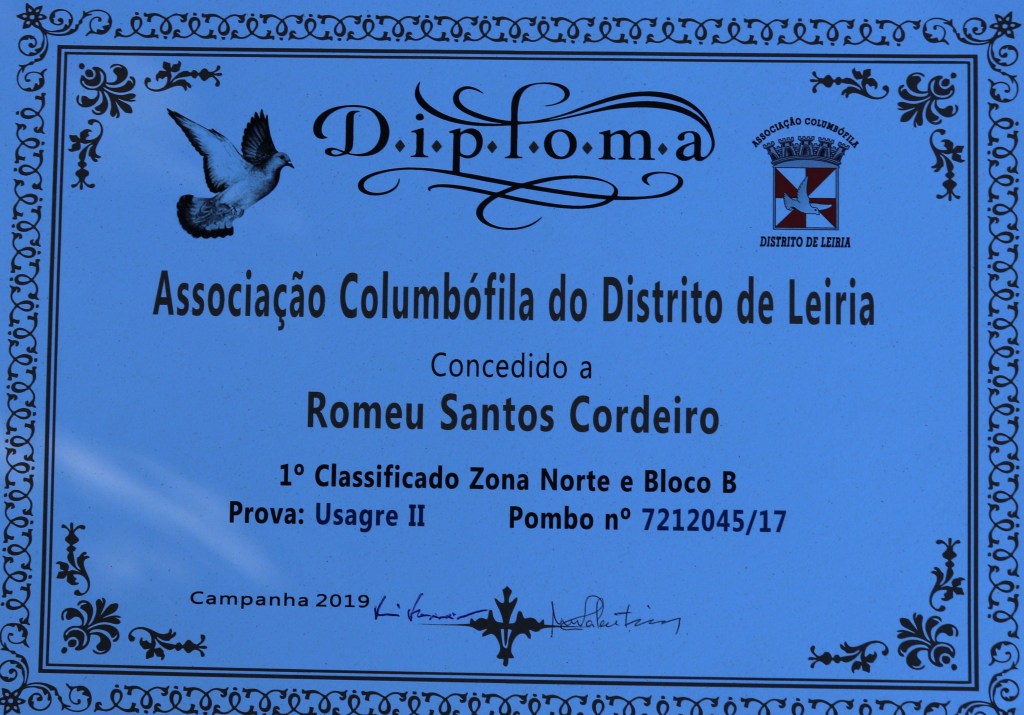 D.i.p.l.o.m.a
ASSOCIAÇÃO COLUMBÓFILA
DISTRITO DE LEIRIA
Associação Columbófila do Distrito de Leiria
Concedido a
Romeu Santos Cordeiro
1º Classificado Zona Norte e Bloco B
Prova: Usagre II Pombo nº 7212045/17
Campanha 2019